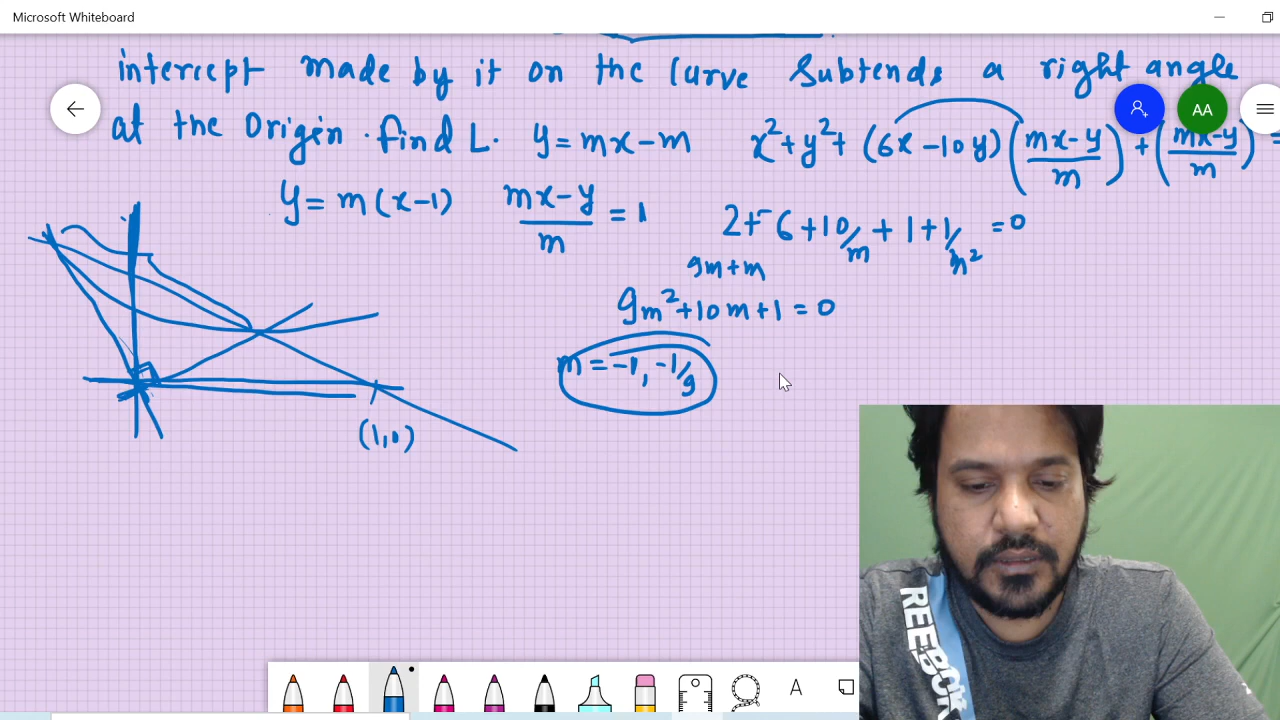 Microsoft Whiteboard
intercept made by it on the Curve Subtends a right angle
at the Origin. find L. y = mx - m x² + y² + (6x - 10y) (mx - y / m) + (mx - y / m) =
AA
y = m(x - 1) mx - y / m = 1
2 + -6 + 10/m + 1 + 1/m² = 0
9m + m
9m² + 10m + 1 = 0
m = -1, -1/9
(1,0)
REEBOK
A